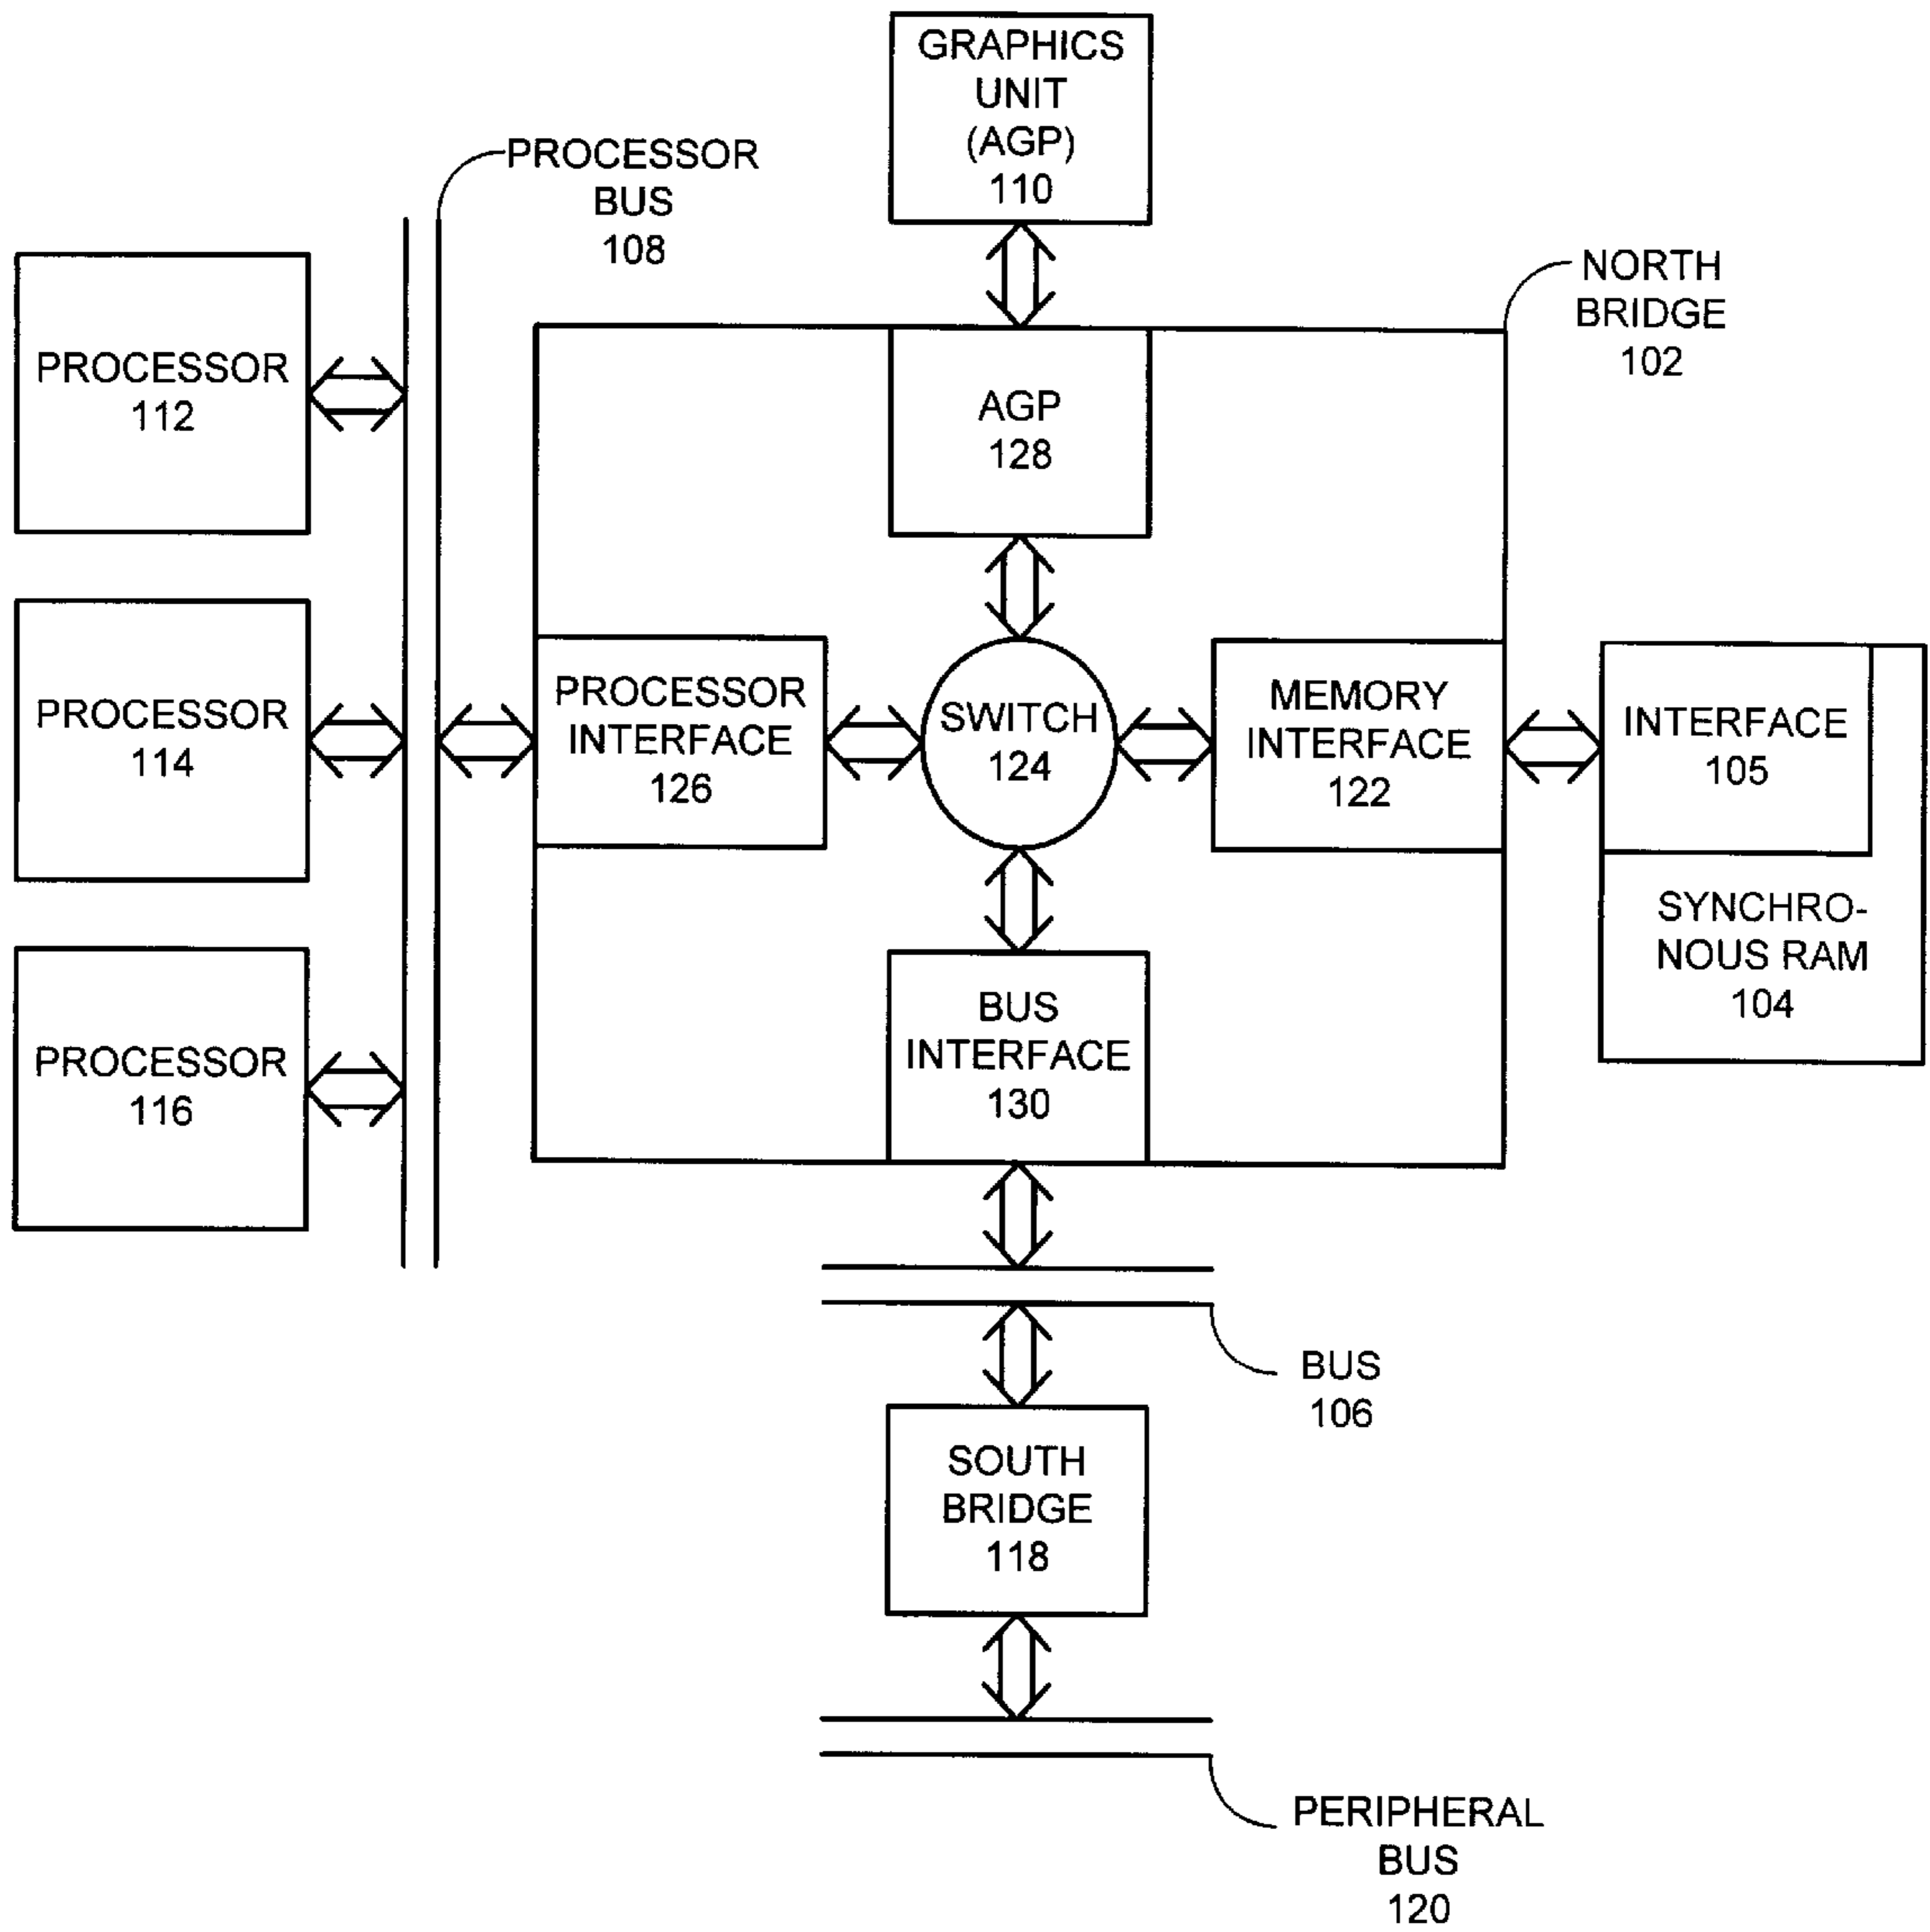 GRAPHICS
UNIT
(AGP)
110
PROCESSOR
BUS
108
NORTH
BRIDGE
102
PROCESSOR
112
AGP
128
PROCESSOR
114
PROCESSOR
INTERFACE
126
SWITCH
124
MEMORY
INTERFACE
122
INTERFACE
105
SYNCHRO-
NOUS RAM
104
PROCESSOR
116
BUS
INTERFACE
130
BUS
106
SOUTH
BRIDGE
118
PERIPHERAL
BUS
120